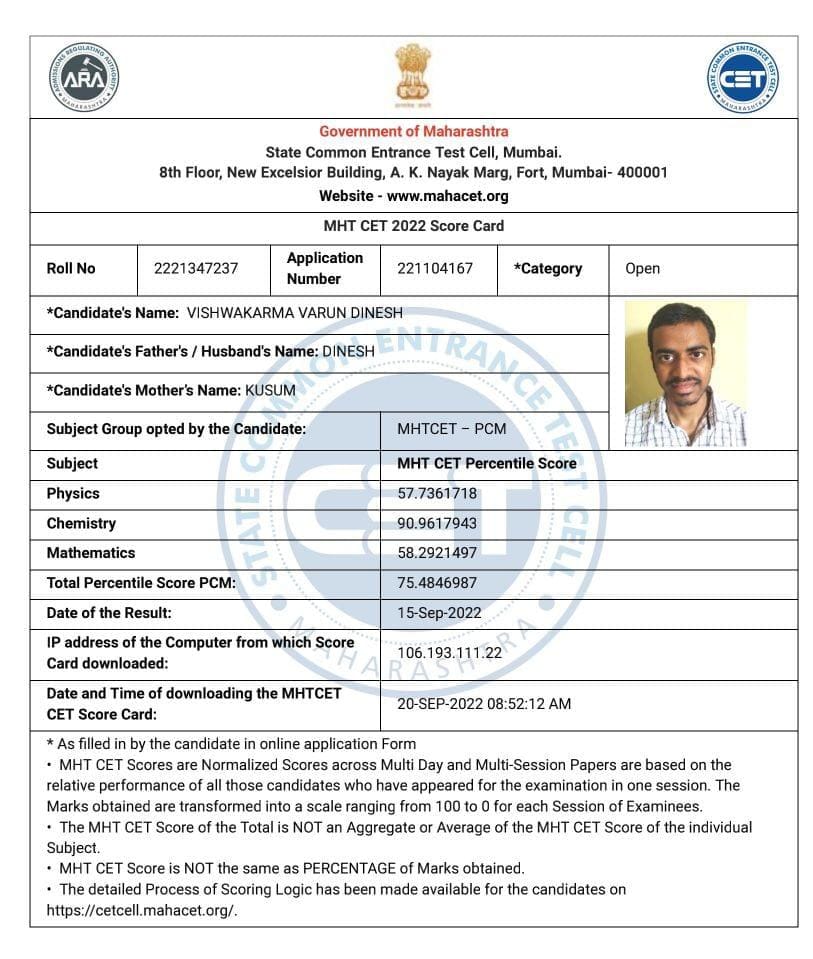 ADMISSIONS REGULATING AUTHORITY
ARA
MAHARASHTRA
STATE COMMON ENTRANCE TEST CELL
CET
MAHARASHTRA
Government of Maharashtra
State Common Entrance Test Cell, Mumbai.
8th Floor, New Excelsior Building, A. K. Nayak Marg, Fort, Mumbai- 400001
Website - www.mahacet.org
MHT CET 2022 Score Card
Roll No 2221347237 Application Number 221104167 *Category Open
*Candidate's Name: VISHWAKARMA VARUN DINESH
*Candidate's Father's / Husband's Name: DINESH
*Candidate's Mother's Name: KUSUM
Subject Group opted by the Candidate: MHTCET – PCM
Subject MHT CET Percentile Score
Physics 57.7361718
Chemistry 90.9617943
Mathematics 58.2921497
Total Percentile Score PCM: 75.4846987
Date of the Result: 15-Sep-2022
IP address of the Computer from which Score
Card downloaded: 106.193.111.22
Date and Time of downloading the MHTCET
CET Score Card: 20-SEP-2022 08:52:12 AM
* As filled in by the candidate in online application Form
• MHT CET Scores are Normalized Scores across Multi Day and Multi-Session Papers are based on the
relative performance of all those candidates who have appeared for the examination in one session. The
Marks obtained are transformed into a scale ranging from 100 to 0 for each Session of Examinees.
• The MHT CET Score of the Total is NOT an Aggregate or Average of the MHT CET Score of the individual
Subject.
• MHT CET Score is NOT the same as PERCENTAGE of Marks obtained.
• The detailed Process of Scoring Logic has been made available for the candidates on
https://cetcell.mahacet.org/.
STATE COMMON ENTRANCE TEST CELL
CET
MAHARASHTRA